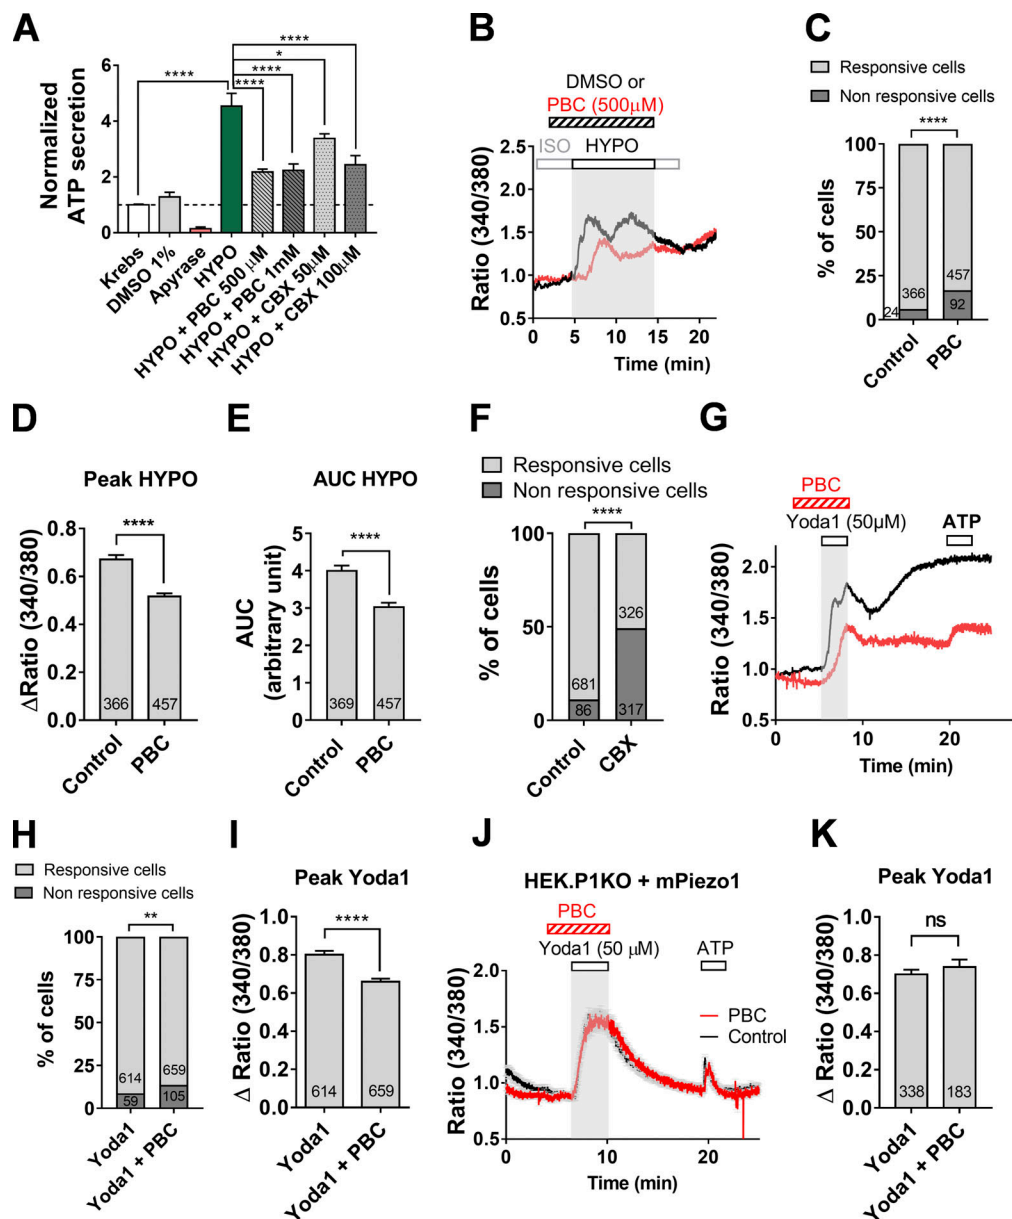 A
Normalized
ATP secretion
6
4
2
0
****
****
****
*
****
Krebs
DMSO 1%
Apyrase
HYPO
HYPO + PBC 500 µM
HYPO + PBC 1mM
HYPO + CBX 50µM
HYPO + CBX 100µM
B
DMSO or
PBC (500µM)
ISO
HYPO
Ratio (340/380)
2.5
2.0
1.5
1.0
0.5
0
5
10
15
20
Time (min)
C
Responsive cells
Non responsive cells
****
% of cells
100
75
50
25
0
366
24
457
92
Control
PBC
D
Peak HYPO
ΔRatio (340/380)
0.8
0.6
0.4
0.2
0.0
****
366
457
Control
PBC
E
AUC HYPO
AUC
(arbitrary unit)
5
4
3
2
1
0
****
369
457
Control
PBC
F
Responsive cells
Non responsive cells
****
% of cells
100
50
0
681
86
326
317
Control
CBX
G
PBC
Yoda1 (50µM)
ATP
Ratio (340/380)
2.0
1.5
1.0
0.5
0
10
20
Time (min)
H
Responsive cells
Non responsive cells
**
% of cells
100
75
50
25
0
614
59
659
105
Yoda1
Yoda1 + PBC
I
Peak Yoda1
Δ Ratio (340/380)
1.0
0.8
0.6
0.4
0.2
0.0
****
614
659
Yoda1
Yoda1 + PBC
J
HEK.P1KO + mPiezo1
PBC
Yoda1 (50 µM)
ATP
PBC
Control
Ratio (340/380)
2.0
1.5
1.0
0.5
0
10
20
Time (min)
K
Peak Yoda1
Δ Ratio (340/380)
1.0
0.8
0.6
0.4
0.2
0.0
ns
338
183
Yoda1
Yoda1 + PBC